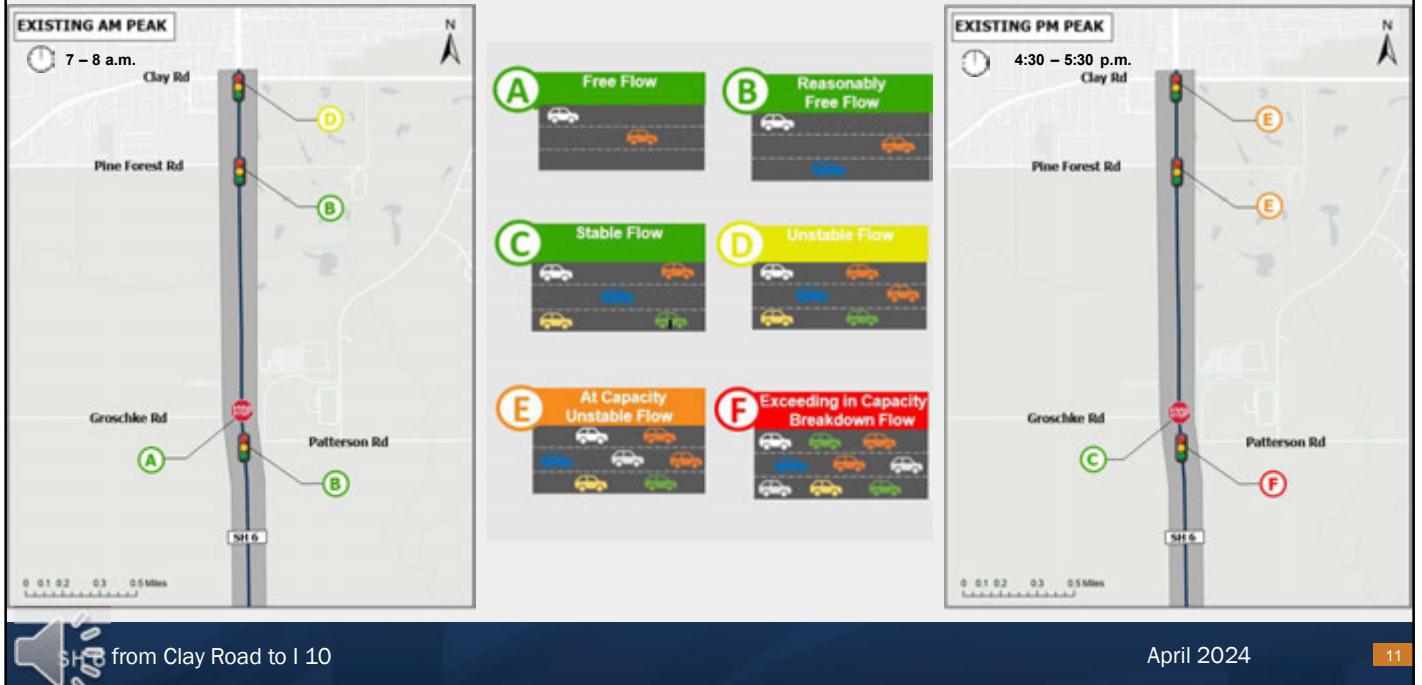 EXISTING AM PEAK
N
7 – 8 a.m.
Clay Rd
D
Pine Forest Rd
B
Groschke Rd
STOP
Patterson Rd
A
B
SH 6
0 0.1 0.2 0.3 0.5 Miles
A Free Flow
B Reasonably
Free Flow
C Stable Flow
D Unstable Flow
E At Capacity
Unstable Flow
F Exceeding in Capacity
Breakdown Flow
EXISTING PM PEAK
N
4:30 – 5:30 p.m.
Clay Rd
E
Pine Forest Rd
E
Groschke Rd
STOP
Patterson Rd
C
F
SH 6
0 0.1 0.2 0.3 0.5 Miles
SH 6 from Clay Road to I 10
April 2024
11